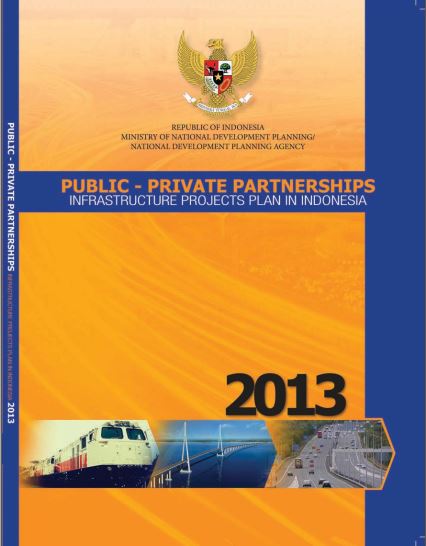 REPUBLIC OF INDONESIA
MINISTRY OF NATIONAL DEVELOPMENT PLANNING/
NATIONAL DEVELOPMENT PLANNING AGENCY
PUBLIC - PRIVATE PARTNERSHIPS
INFRASTRUCTURE PROJECTS PLAN IN INDONESIA
2013
PUBLIC - PRIVATE PARTNERSHIPS INFRASTRUCTURE PROJECTS PLAN IN INDONESIA 2013